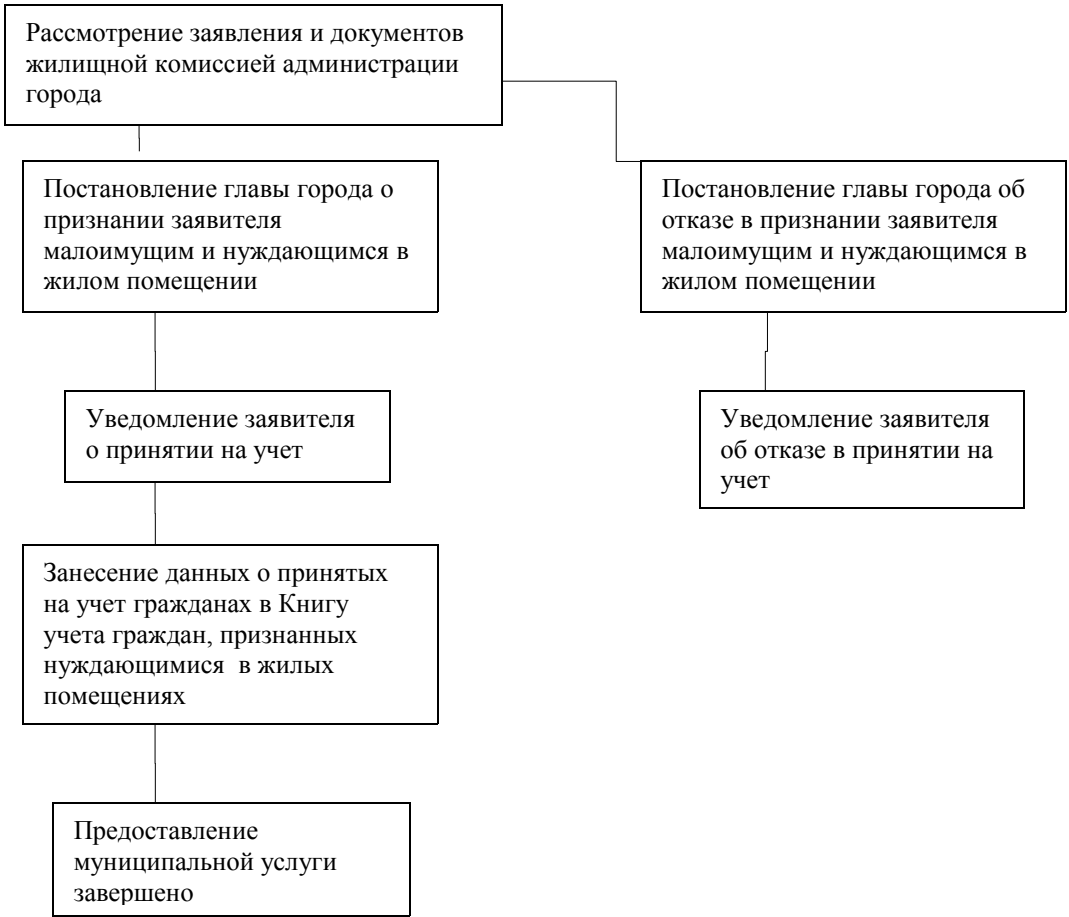 Рассмотрение заявления и документов
жилищной комиссией администрации
города
Постановление главы города о
признании заявителя
малоимущим и нуждающимся в
жилом помещении
Постановление главы города об
отказе в признании заявителя
малоимущим и нуждающимся в
жилом помещении
Уведомление заявителя
о принятии на учет
Уведомление заявителя
об отказе в принятии на
учет
Занесение данных о принятых
на учет гражданах в Книгу
учета граждан, признанных
нуждающимися  в жилых
помещениях
Предоставление
муниципальной услуги
завершено